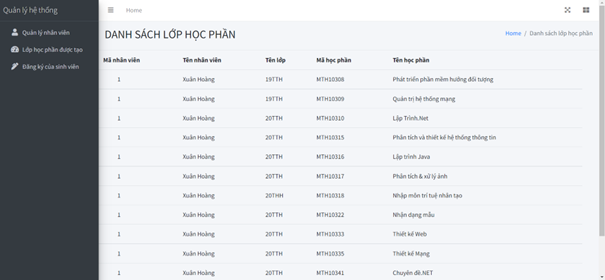 Quản lý hệ thống
Home
Quản lý nhân viên
Lớp học phần được tạo
Đăng ký của sinh viên
DANH SÁCH LỚP HỌC PHẦN
Home / Danh sách lớp học phần
Mã nhân viên Tên nhân viên Tên lớp Mã học phần Tên học phần
1 Xuân Hoàng 19TTH MTH10308 Phát triển phần mềm hướng đối tượng
1 Xuân Hoàng 19TTH MTH10309 Quản trị hệ thống mạng
1 Xuân Hoàng 20TTH MTH10310 Lập Trình.Net
1 Xuân Hoàng 20TTH MTH10315 Phân tích và thiết kế hệ thống thông tin
1 Xuân Hoàng 20TTH MTH10316 Lập trình Java
1 Xuân Hoàng 20TTH MTH10317 Phân tích & xử lý ảnh
1 Xuân Hoàng 20THH MTH10318 Nhập môn trí tuệ nhân tạo
1 Xuân Hoàng 20TTH MTH10322 Nhận dạng mẫu
1 Xuân Hoàng 20TTH MTH10333 Thiết kế Web
1 Xuân Hoàng 20TTH MTH10335 Thiết kế Mạng
1 Xuân Hoàng 20TTH MTH10341 Chuyên đề.NET